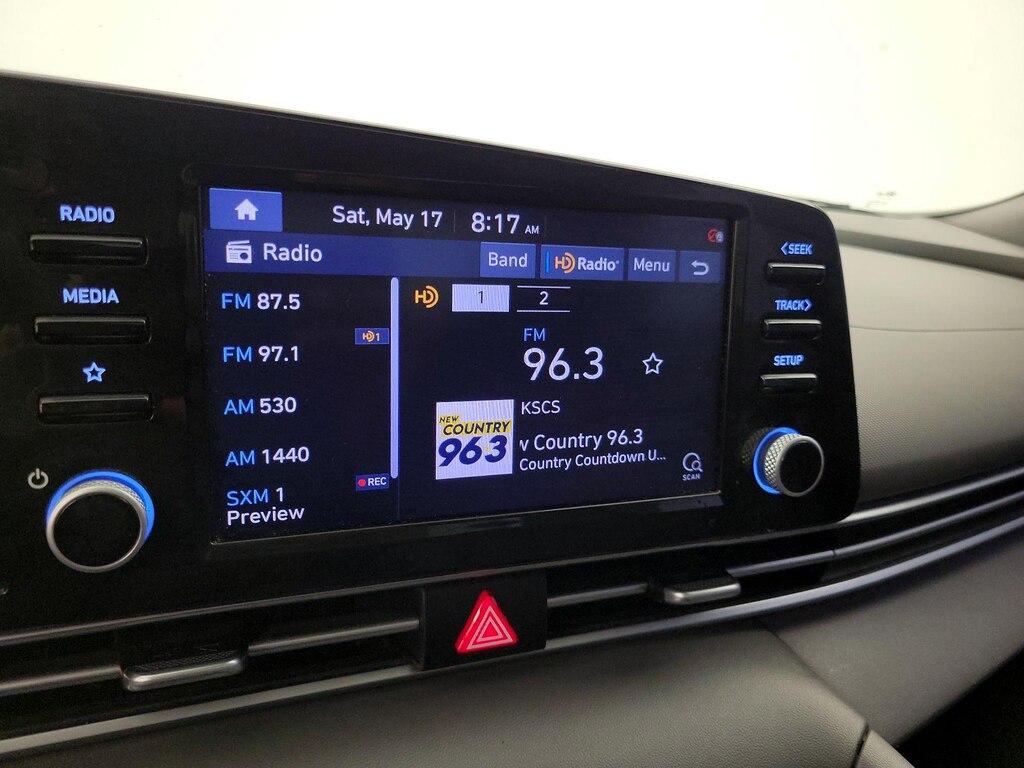 RADIO
MEDIA
Sat, May 17 8:17 AM
Radio Band HD Radio Menu
FM 87.5
HD1
FM 97.1
AM 530
AM 1440
REC
SXM 1
Preview
HD 1 2
FM
96.3
KSCS
NEW
COUNTRY
96.3
v Country 96.3
Country Countdown U...
SCAN
<SEEK
TRACK>
SETUP